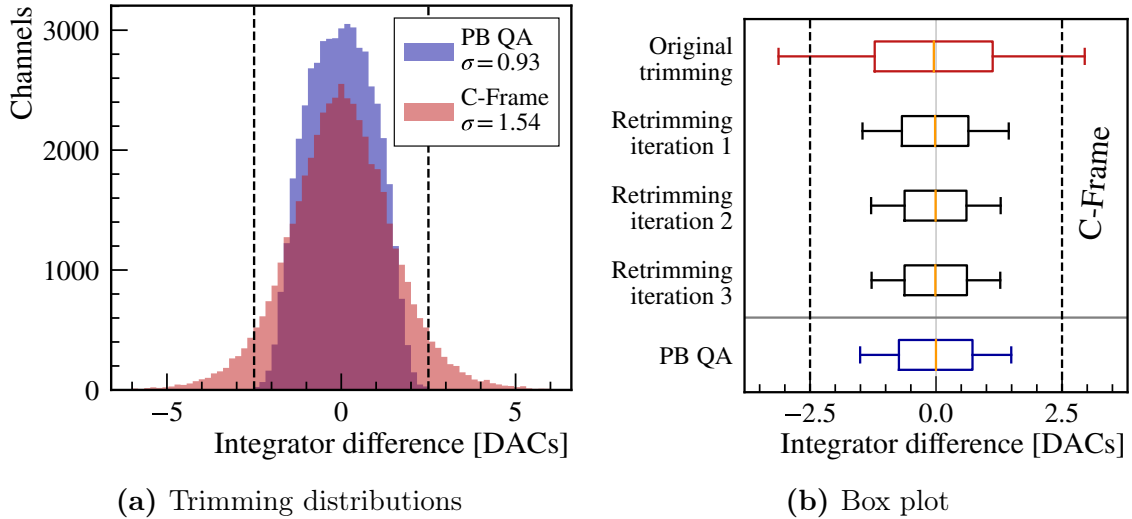 Channels
3000
2000
1000
0
PB QA
σ=0.93
C-Frame
σ=1.54
−5
0
5
Integrator difference [DACs]
(a) Trimming distributions
Original
trimming
Retrimming
iteration 1
Retrimming
iteration 2
Retrimming
iteration 3
PB QA
C-Frame
−2.5
0.0
2.5
Integrator difference [DACs]
(b) Box plot